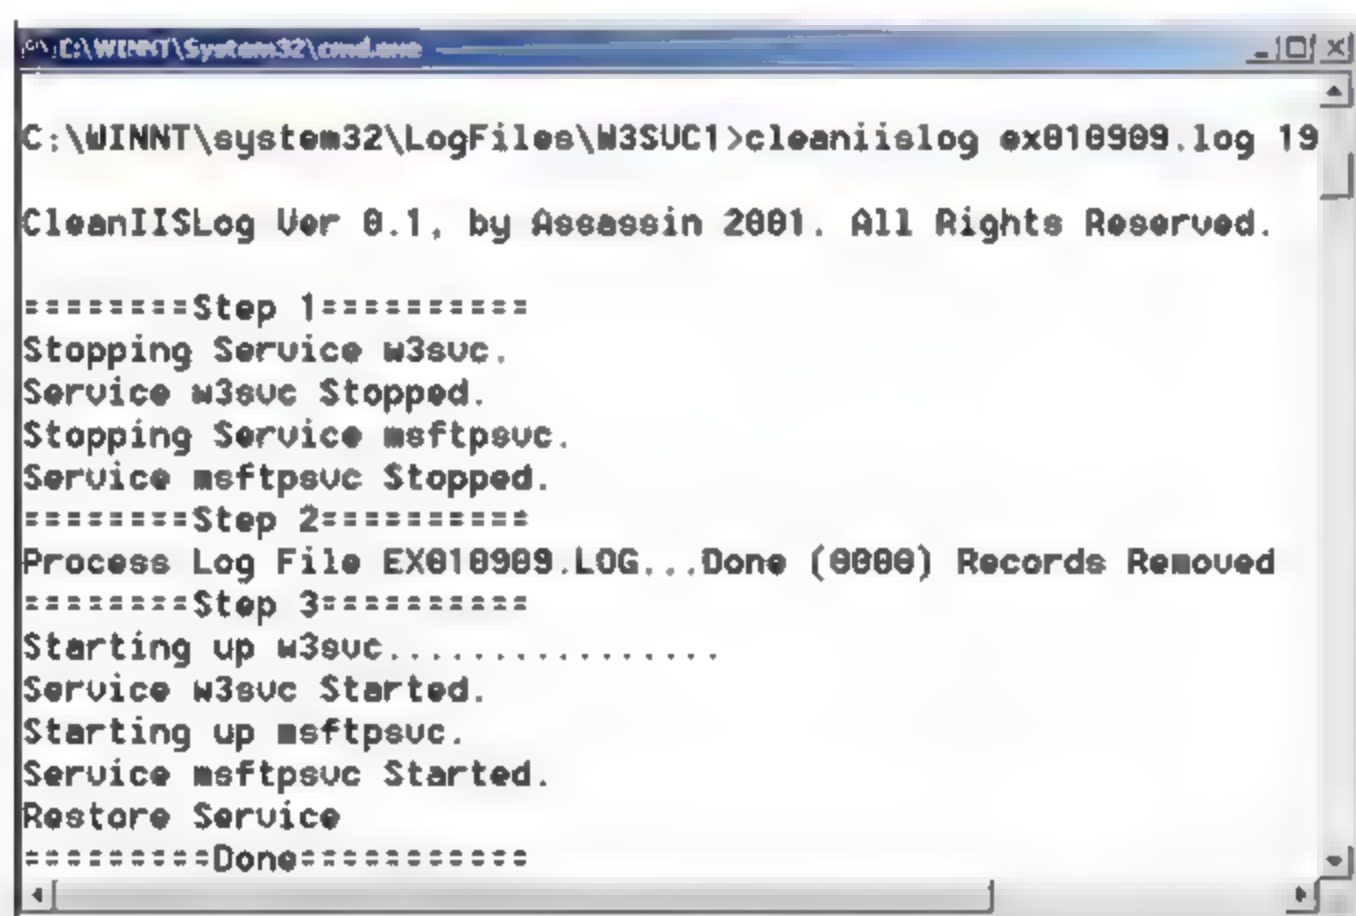 C:\WINNT\System32\cmd.exe
C:\WINNT\system32\LogFiles\W3SVC1>cleaniislog ex010909.log 19
CleanIISLog Ver 0.1, by Assassin 2001. All Rights Reserved.
========Step 1==========
Stopping Service w3svc.
Service w3svc Stopped.
Stopping Service msftpsvc.
Service msftpsvc Stopped.
========Step 2==========
Process Log File EX010909.LOG...Done (0000) Records Removed
========Step 3==========
Starting up w3svc................
Service w3svc Started.
Starting up msftpsvc.
Service msftpsvc Started.
Restore Service
=========Done===========